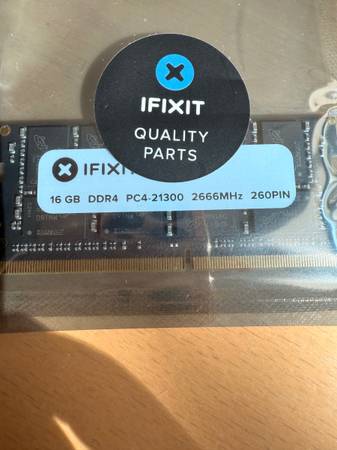 IFIXIT
QUALITY
PARTS
IFIXIT
16 GB DDR4 PC4-21300 2666MHz 260PIN